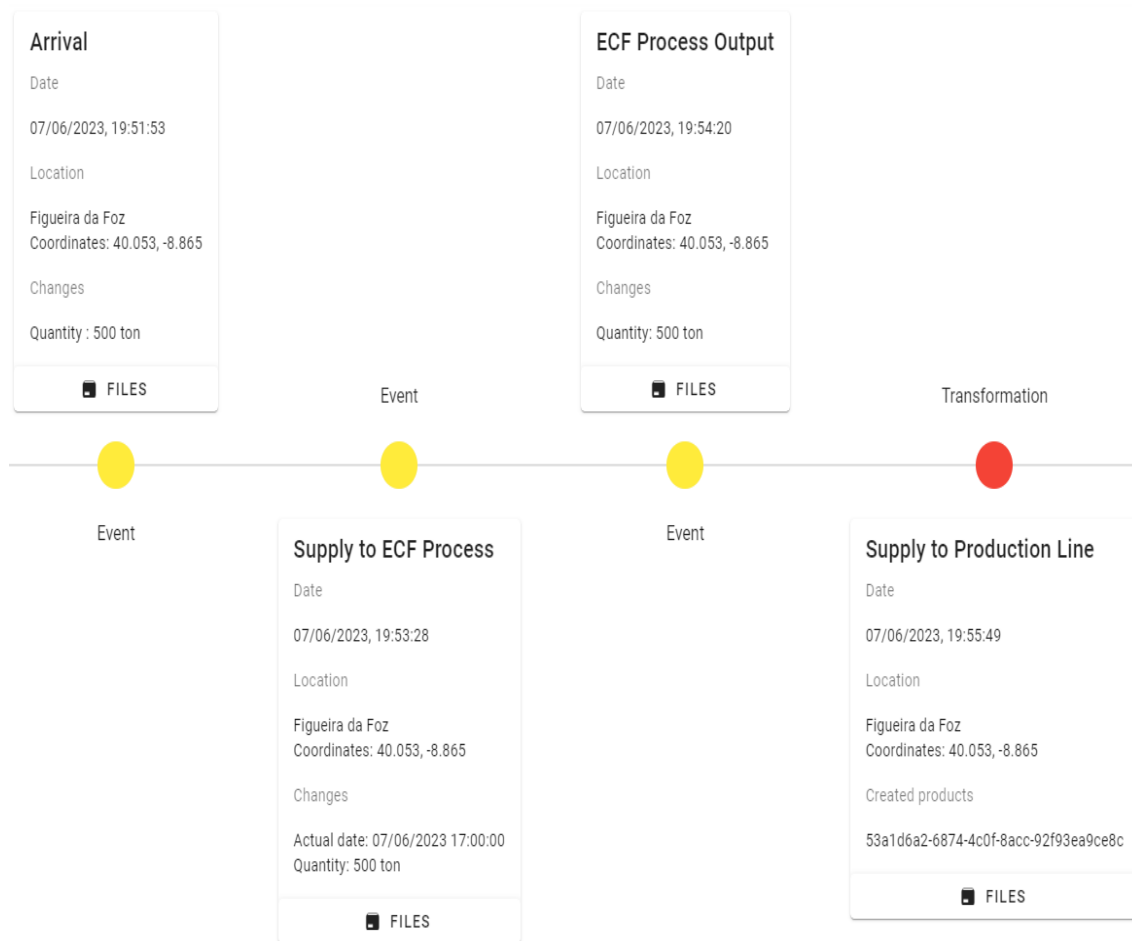 Arrival
Date
07/06/2023, 19:51:53
Location
Figueira da Foz
Coordinates: 40.053, -8.865
Changes
Quantity : 500 ton
FILES
Event
Event
Supply to ECF Process
Date
07/06/2023, 19:53:28
Location
Figueira da Foz
Coordinates: 40.053, -8.865
Changes
Actual date: 07/06/2023 17:00:00
Quantity: 500 ton
FILES
ECF Process Output
Date
07/06/2023, 19:54:20
Location
Figueira da Foz
Coordinates: 40.053, -8.865
Changes
Quantity: 500 ton
FILES
Event
Transformation
Supply to Production Line
Date
07/06/2023, 19:55:49
Location
Figueira da Foz
Coordinates: 40.053, -8.865
Created products
53a1d6a2-6874-4c0f-8acc-92f93ea9ce8c
FILES